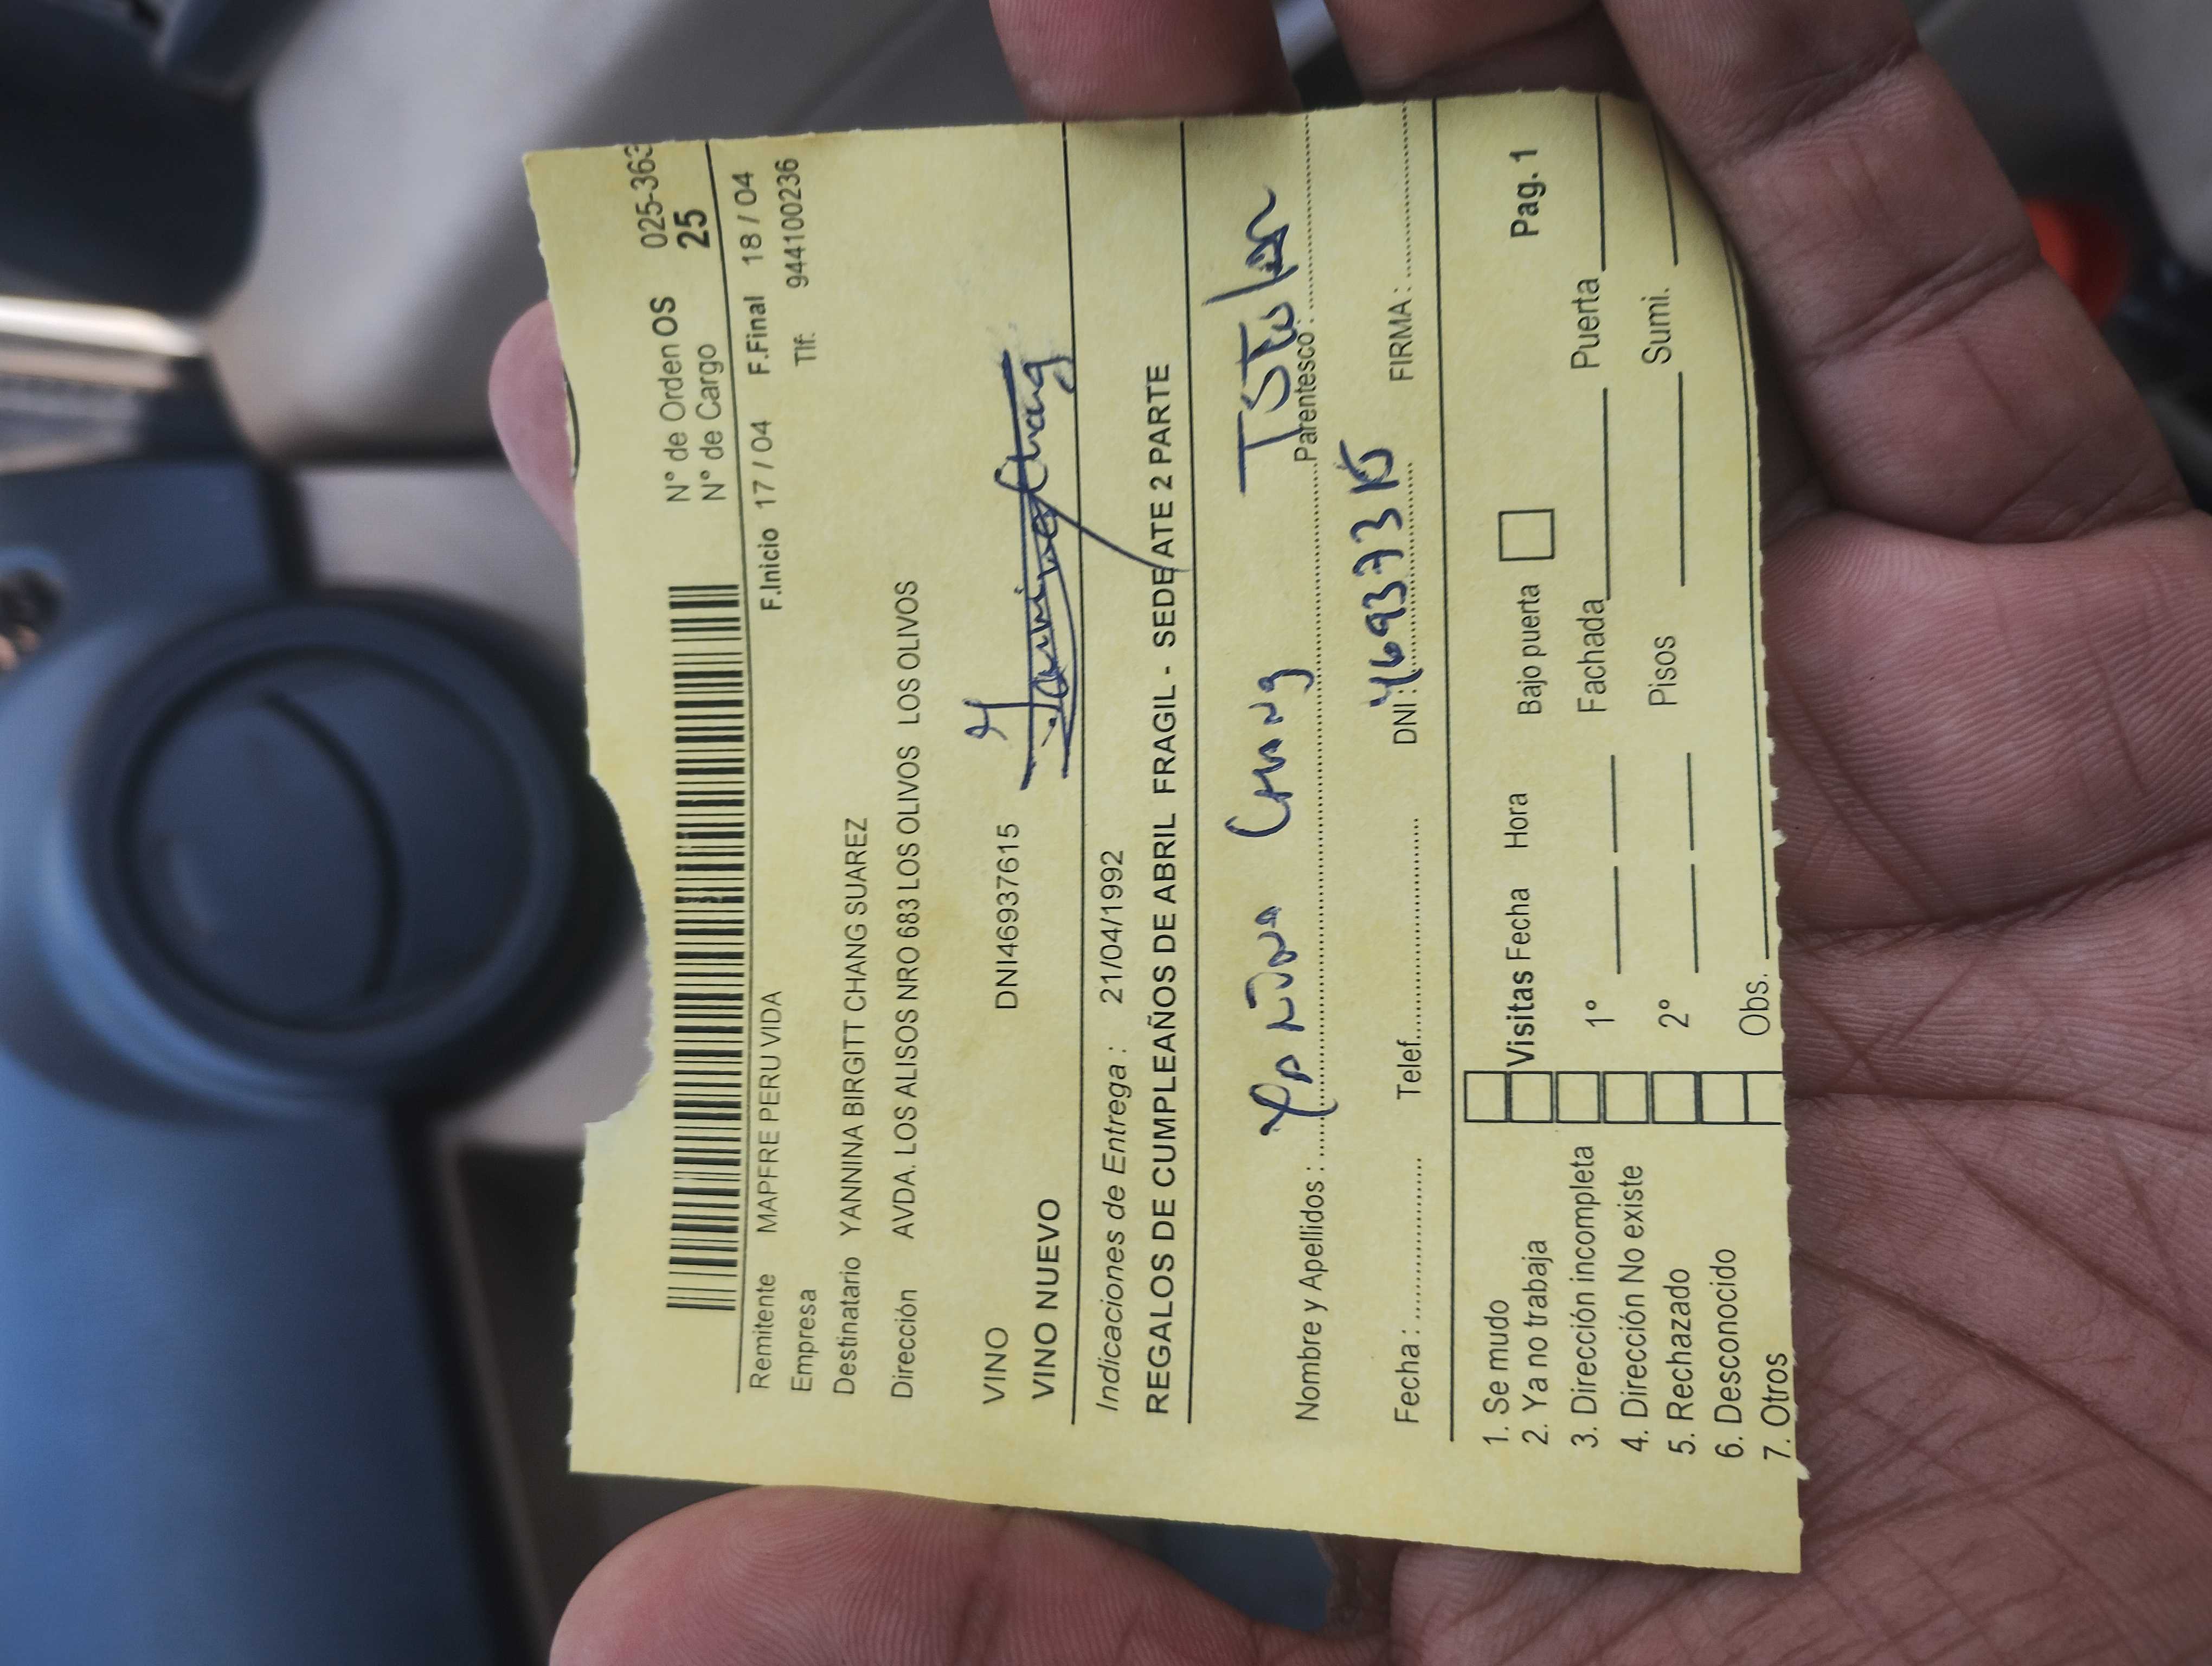 N° de Orden OS 025-363
N° de Cargo 25
F.Inicio 17 / 04 F.Final 18 / 04
Remitente MAPFRE PERU VIDA
Empresa Tlf. 944100236
Destinatario YANNINA BIRGITT CHANG SUAREZ
Dirección AVDA. LOS ALISOS NRO 683 LOS OLIVOS LOS OLIVOS
VINO DNI46937615
VINO NUEVO
Indicaciones de Entrega : 21/04/1992
REGALOS DE CUMPLEAÑOS DE ABRIL FRAGIL - SEDE ATE 2 PARTE
Nombre y Apellidos : Chang Parentesco :
Fecha : Telef. DNI : FIRMA :
1. Se mudo Visitas Fecha Hora Bajo puerta Pag. 1
2. Ya no trabaja
3. Dirección incompleta 1° Fachada Puerta
4. Dirección No existe
5. Rechazado 2° Pisos Sumi.
6. Desconocido
7. Otros Obs.